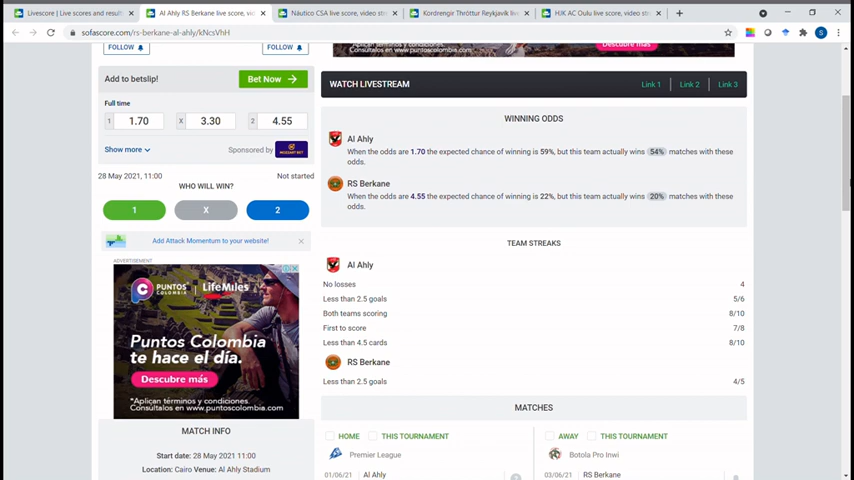 Livescore | Live scores and result
Al Ahly RS Berkane live score, vid
Náutico CSA live score, video stre
Kordrengir Þróttur Reykjavík live
HJK AC Oulu live score, video str
sofascore.com/rs-berkane-al-ahly/kNcsVhH
FOLLOW
FOLLOW
Descubre más
www.puntoscolombia.com
Add to betslip!
Bet Now
WATCH LIVESTREAM
Link 1
Link 2
Link 3
Full time
1 1.70 X 3.30 2 4.55
Show more
Sponsored by
MOZZART BET
WINNING ODDS
Al Ahly
When the odds are 1.70 the expected chance of winning is 59%, but this team actually wins 54% matches with these
odds.
RS Berkane
When the odds are 4.55 the expected chance of winning is 22%, but this team actually wins 20% matches with these
odds.
28 May 2021, 11:00
Not started
WHO WILL WIN?
1 X 2
Add Attack Momentum to your website!
ADVERTISEMENT
PUNTOS COLOMBIA
LifeMiles
Puntos Colombia
te hace el día.
Descubre más
*Aplican términos y condiciones.
Consúltalos en www.puntoscolombia.com
TEAM STREAKS
Al Ahly
No losses 4
Less than 2.5 goals 5/6
Both teams scoring 8/10
First to score 7/8
Less than 4.5 cards 8/10
RS Berkane
Less than 2.5 goals 4/5
MATCHES
HOME
THIS TOURNAMENT
AWAY
THIS TOURNAMENT
Premier League
Botola Pro Inwi
01/06/21 Al Ahly
03/06/21 RS Berkane
MATCH INFO
Start date: 28 May 2021 11:00
Location: Cairo Venue: Al Ahly Stadium